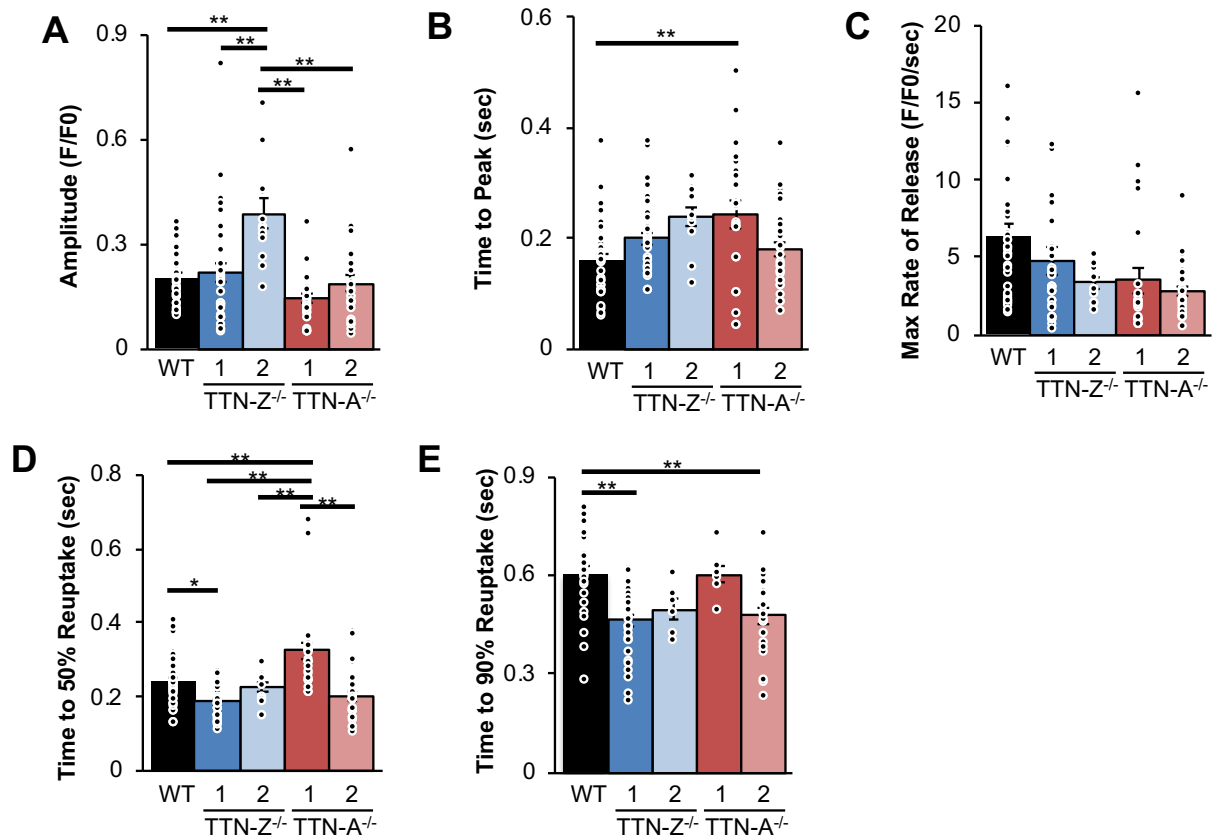 A
Amplitude (F/F0)
0.9
0.6
0.3
0
**
**
**
**
WT
1
2
1
2
TTN-Z-/-
TTN-A-/-
B
Time to Peak (sec)
0.6
0.4
0.2
0
**
WT
1
2
1
2
TTN-Z-/-
TTN-A-/-
C
Max Rate of Release (F/F0/sec)
20
15
10
5
0
WT
1
2
1
2
TTN-Z-/-
TTN-A-/-
D
Time to 50% Reuptake (sec)
0.8
0.6
0.4
0.2
0
**
**
**
**
*
WT
1
2
1
2
TTN-Z-/-
TTN-A-/-
E
Time to 90% Reuptake (sec)
0.9
0.6
0.3
0
**
**
WT
1
2
1
2
TTN-Z-/-
TTN-A-/-